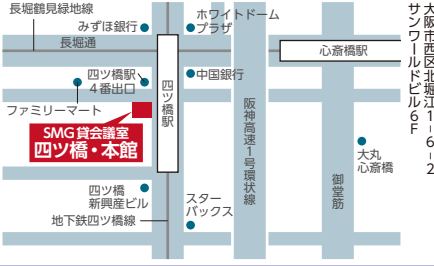 長堀鶴見緑地線
みずほ銀行
ホワイトドーム
プラザ
長堀通
心斎橋駅
四ツ橋駅
4番出口
中国銀行
四ツ橋駅
ファミリーマート
SMG貸会議室
四ツ橋・本館
阪神高速1号環状線
御堂筋
大丸
心斎橋
四ツ橋
新興産ビル
スター
バックス
地下鉄四ツ橋線
大阪市西区北堀江1-6-2
サンワールドビル6F